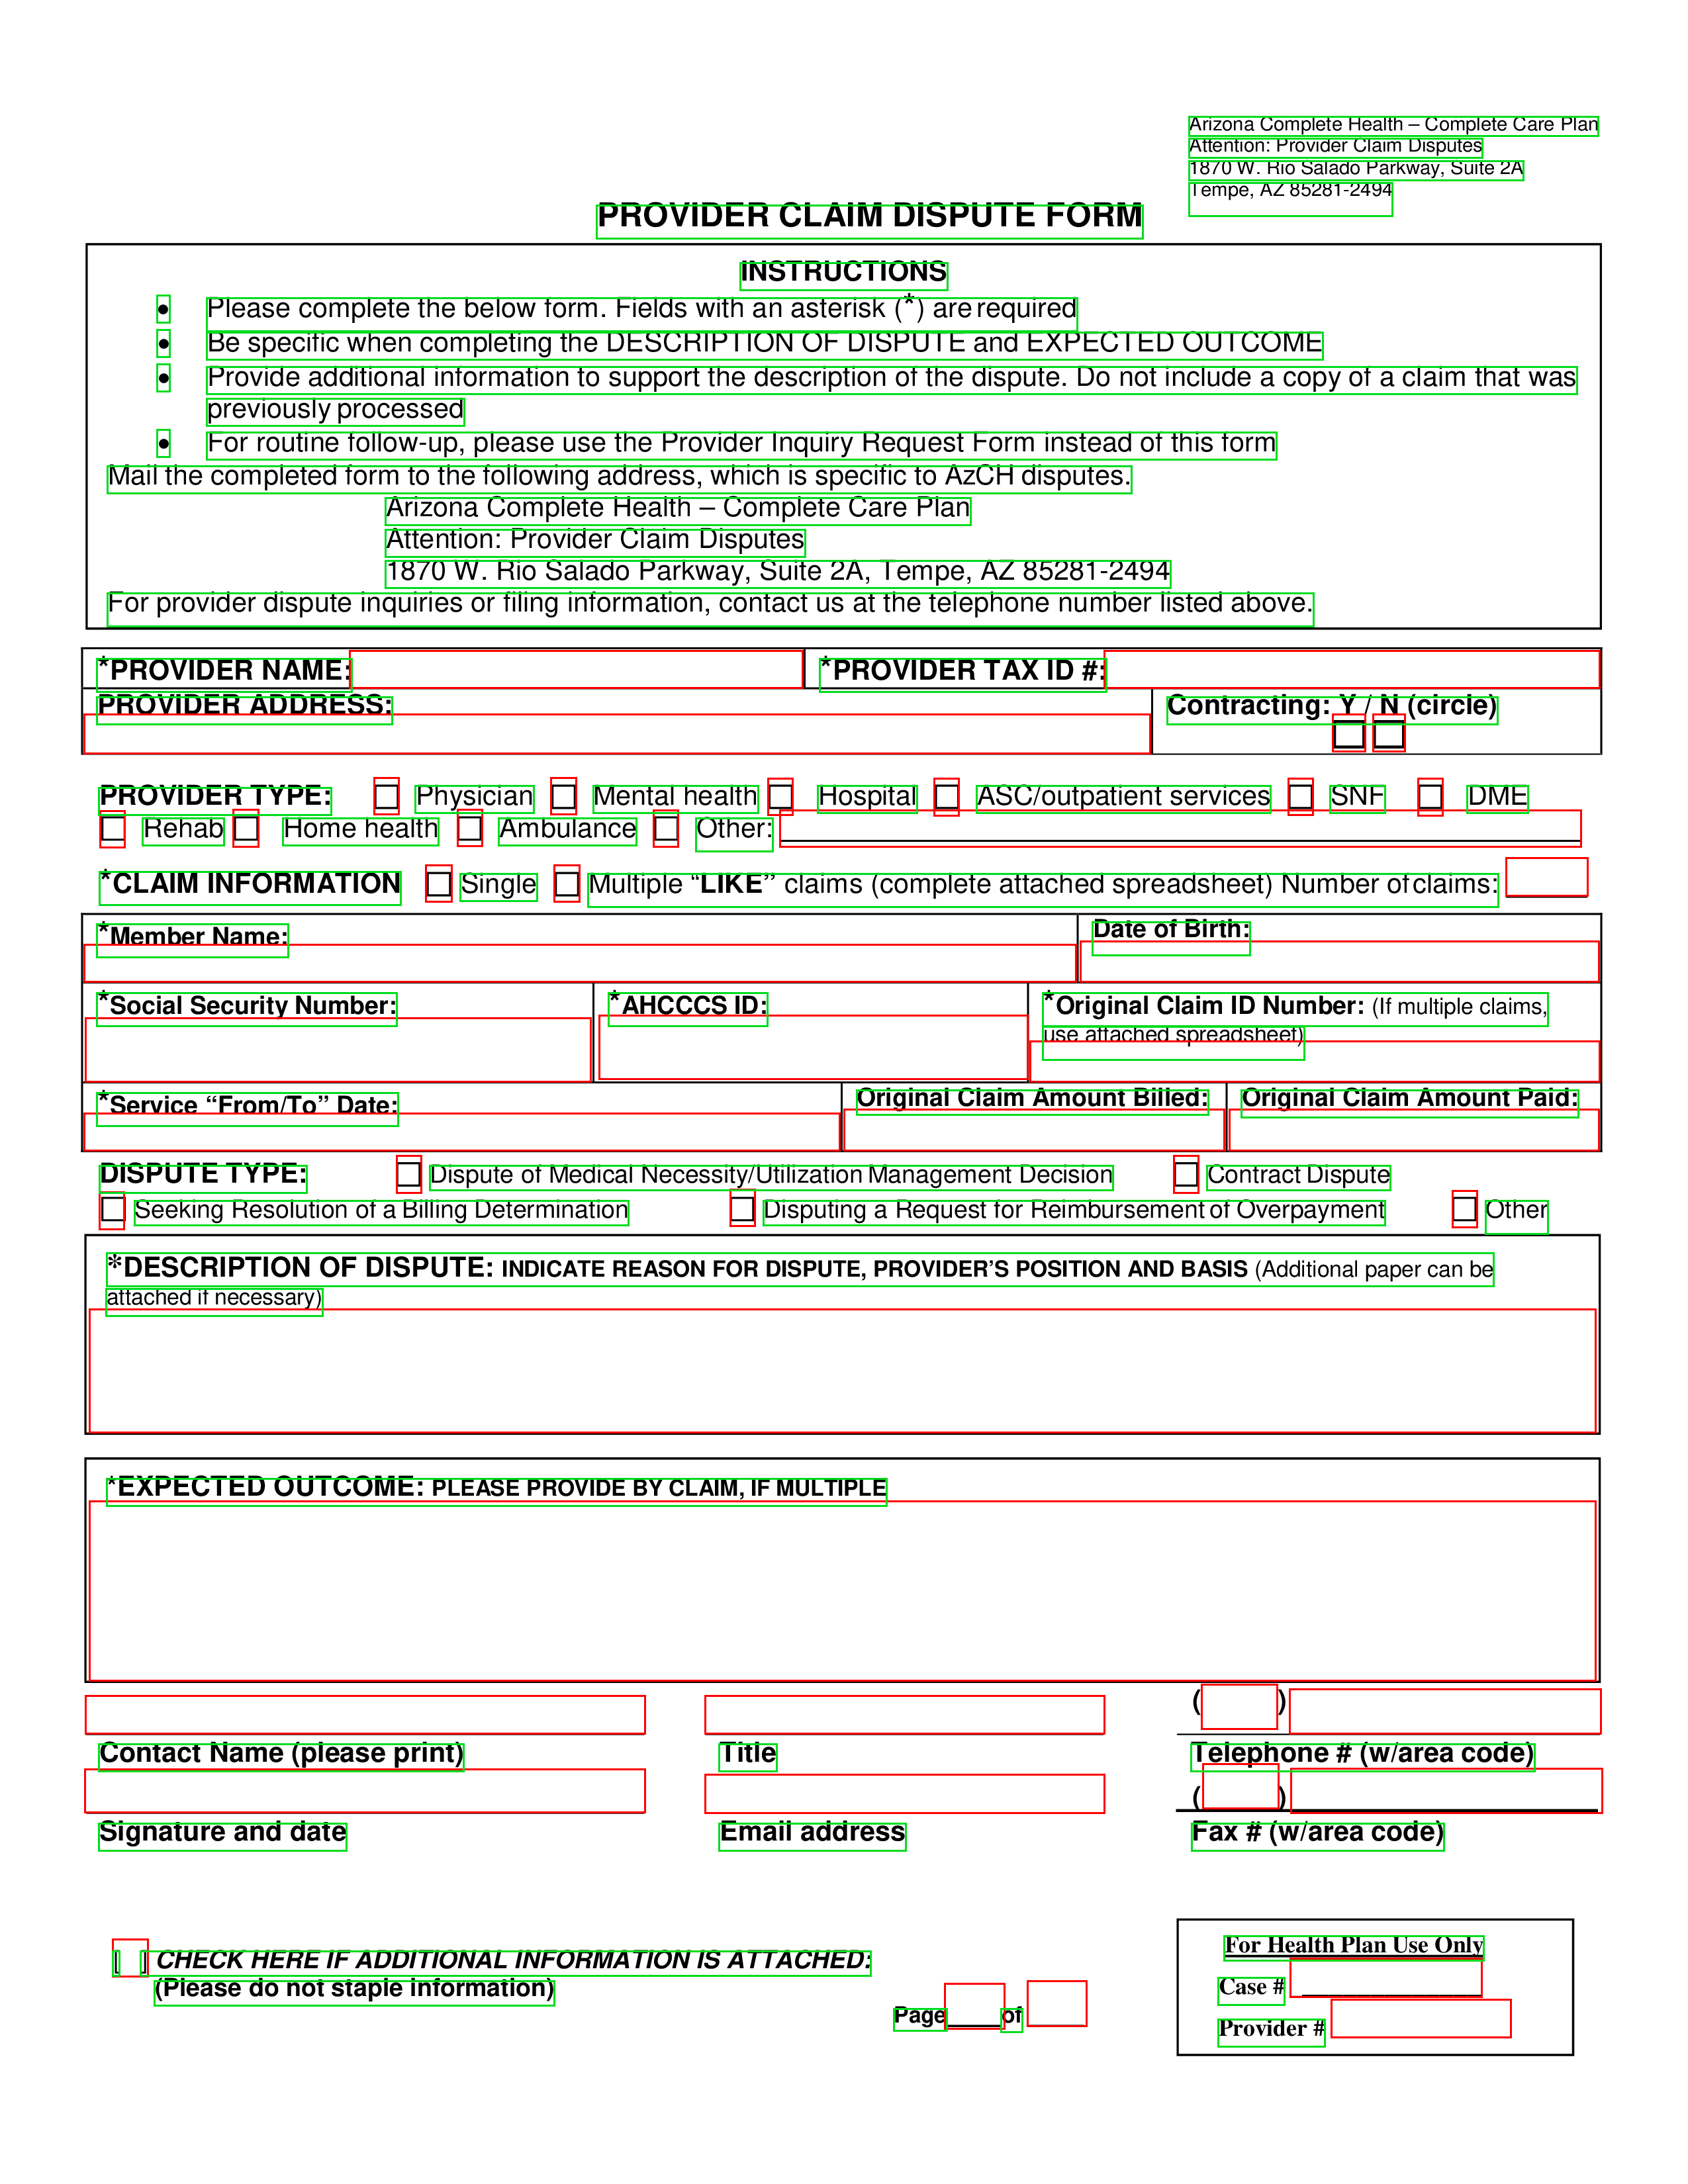 Arizona Complete Health – Complete Care Plan
Attention: Provider Claim Disputes
1870 W. Rio Salado Parkway, Suite 2A
Tempe, AZ 85281-2494
PROVIDER CLAIM DISPUTE FORM
INSTRUCTIONS
• Please complete the below form. Fields with an asterisk (*) are required
• Be specific when completing the DESCRIPTION OF DISPUTE and EXPECTED OUTCOME
• Provide additional information to support the description of the dispute. Do not include a copy of a claim that was
previously processed
• For routine follow-up, please use the Provider Inquiry Request Form instead of this form
Mail the completed form to the following address, which is specific to AzCH disputes.
Arizona Complete Health – Complete Care Plan
Attention: Provider Claim Disputes
1870 W. Rio Salado Parkway, Suite 2A, Tempe, AZ 85281-2494
For provider dispute inquiries or filing information, contact us at the telephone number listed above.
*PROVIDER NAME: *PROVIDER TAX ID #:
PROVIDER ADDRESS: Contracting: Y / N (circle)
PROVIDER TYPE: Physician Mental health Hospital ASC/outpatient services SNF DME
Rehab Home health Ambulance Other:
*CLAIM INFORMATION Single Multiple “LIKE” claims (complete attached spreadsheet) Number of claims:
*Member Name: Date of Birth:
*Social Security Number: *AHCCCS ID: *Original Claim ID Number: (If multiple claims,
use attached spreadsheet)
*Service “From/To” Date: Original Claim Amount Billed: Original Claim Amount Paid:
DISPUTE TYPE: Dispute of Medical Necessity/Utilization Management Decision Contract Dispute
Seeking Resolution of a Billing Determination Disputing a Request for Reimbursement of Overpayment Other
*DESCRIPTION OF DISPUTE: INDICATE REASON FOR DISPUTE, PROVIDER’S POSITION AND BASIS (Additional paper can be
attached if necessary)
*EXPECTED OUTCOME: PLEASE PROVIDE BY CLAIM, IF MULTIPLE
( )
Contact Name (please print) Title Telephone # (w/area code)
( )
Signature and date Email address Fax # (w/area code)
[ ] CHECK HERE IF ADDITIONAL INFORMATION IS ATTACHED:
(Please do not staple information)
Page of
For Health Plan Use Only
Case #
Provider #